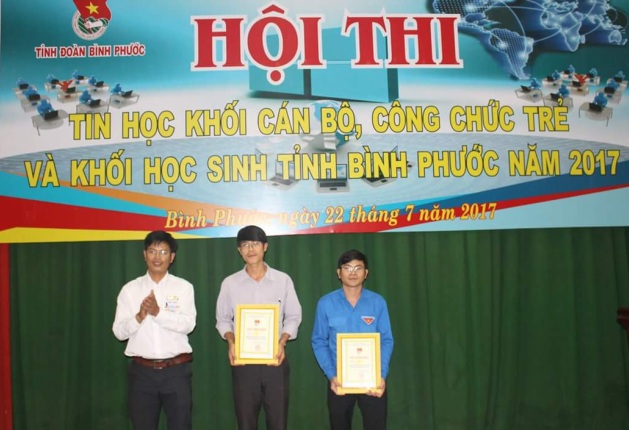 TỈNH ĐOÀN BÌNH PHƯỚC
HỘI THI
TIN HỌC KHỐI CÁN BỘ, CÔNG CHỨC TRẺ
VÀ KHỐI HỌC SINH TỈNH BÌNH PHƯỚC NĂM 2017
Bình Phước, ngày 22 tháng 7 năm 2017